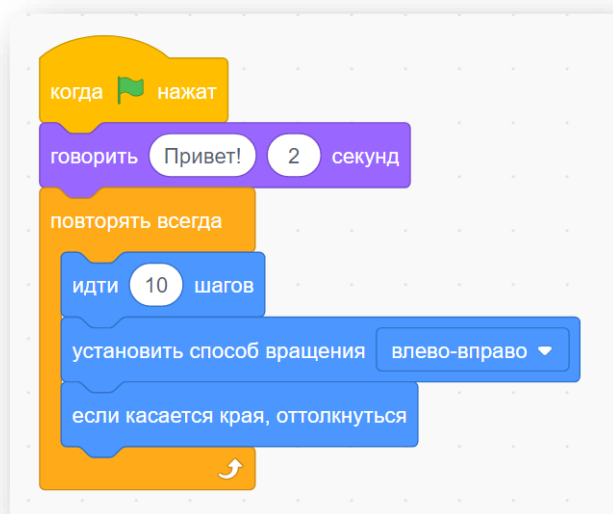 когда нажат
говорить Привет! 2 секунд
повторять всегда
идти 10 шагов
установить способ вращения влево-вправо
если касается края, оттолкнуться